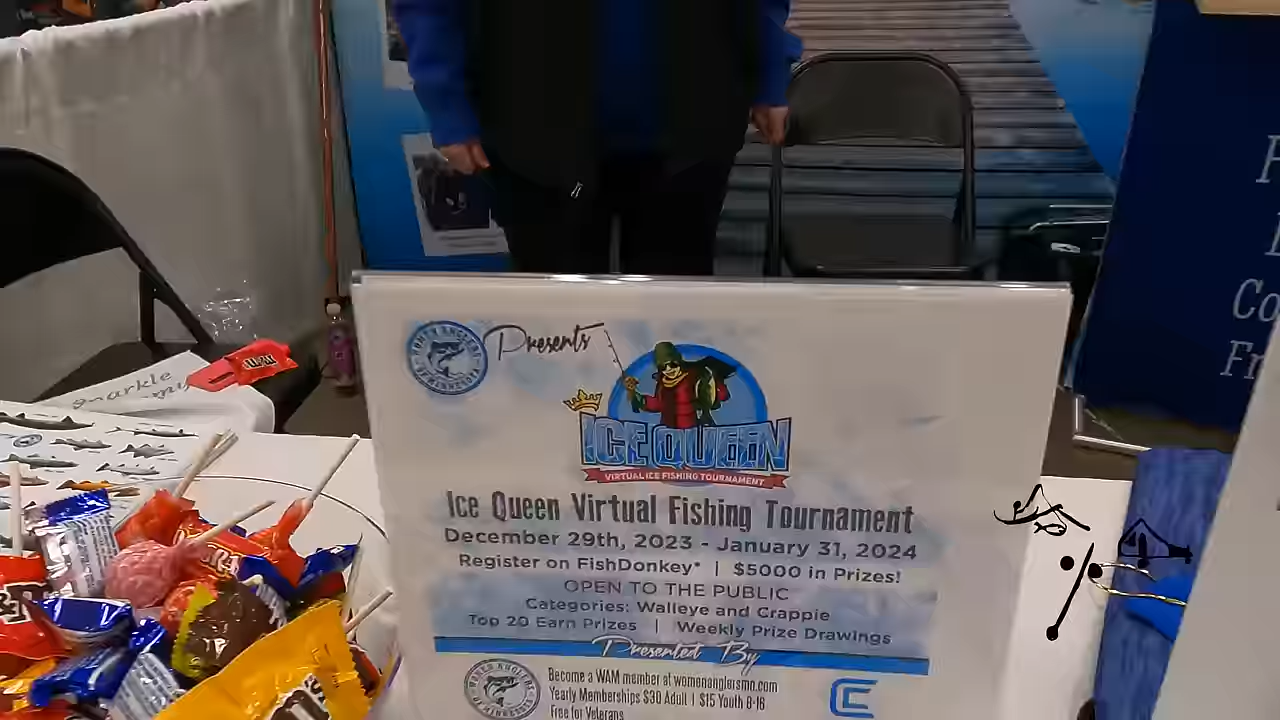 Presents
ICE QUEEN
VIRTUAL ICE FISHING TOURNAMENT
Ice Queen Virtual Fishing Tournament
December 29th, 2023 - January 31, 2024
Register on FishDonkey* | $5000 in Prizes!
OPEN TO THE PUBLIC
Categories: Walleye and Crappie
Top 20 Earn Prizes | Weekly Prize Drawings
Presented By
Become a WAM member at womenanglersmn.com
Yearly Memberships $30 Adult | $15 Youth 8-16
Free for Veterans
m&m's
Co
Fr